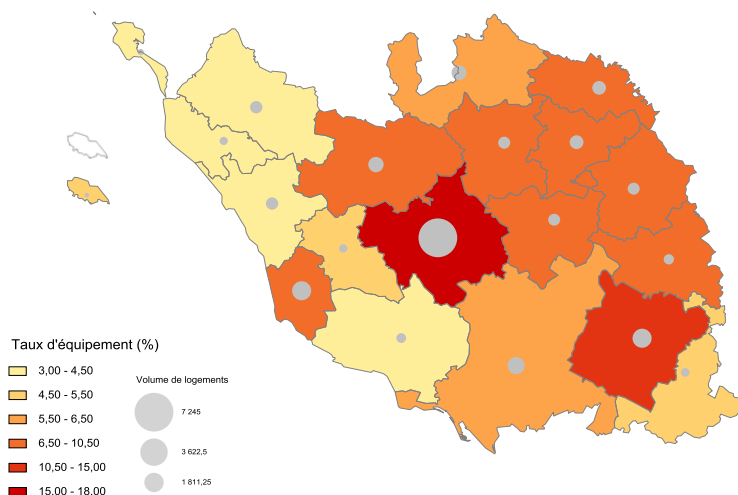 Taux d'équipement (%)
3,00 - 4,50
4,50 - 5,50
5,50 - 6,50
6,50 - 10,50
10,50 - 15,00
15,00 - 18,00
Volume de logements
7 245
3 622,5
1 811,25